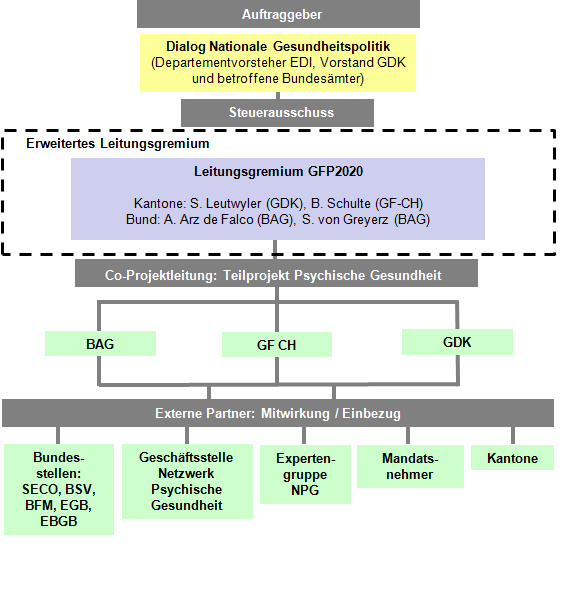 Auftraggeber
Dialog Nationale Gesundheitspolitik
(Departementvorsteher EDI, Vorstand GDK
und betroffene Bundesämter)
Steuerausschuss
Erweitertes Leitungsgremium
Leitungsgremium GFP2020
Kantone: S. Leutwyler (GDK), B. Schulte (GF-CH)
Bund: A. Arz de Falco (BAG), S. von Greyerz (BAG)
Co-Projektleitung: Teilprojekt Psychische Gesundheit
BAG
GF CH
GDK
Externe Partner: Mitwirkung / Einbezug
Bundes-
stellen:
SECO, BSV,
BFM, EGB,
EBGB
Geschäftsstelle
Netzwerk
Psychische
Gesundheit
Experten-
gruppe
NPG
Mandats-
nehmer
Kantone